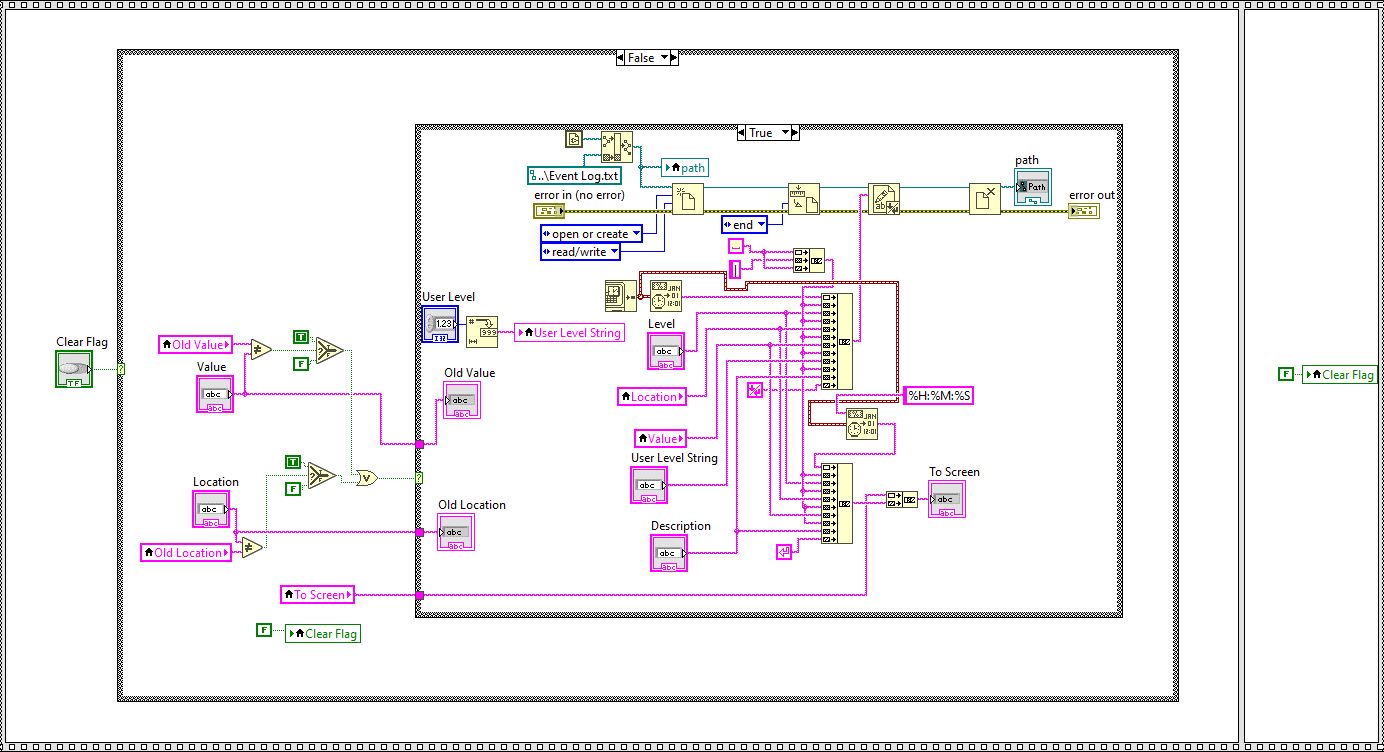 False
True
path
..\Event Log.txt
path
Path
error in (no error)
error out
open or create
end
read/write
User Level
1.23
Level
abc
User Level String
Clear Flag
TF
Old Value
T
F
Value
abc
Old Value
abc
Location
%H:%M:%S
Value
User Level String
abc
T
F
Location
abc
To Screen
abc
Old Location
abc
Description
abc
Old Location
To Screen
F
Clear Flag
F
Clear Flag